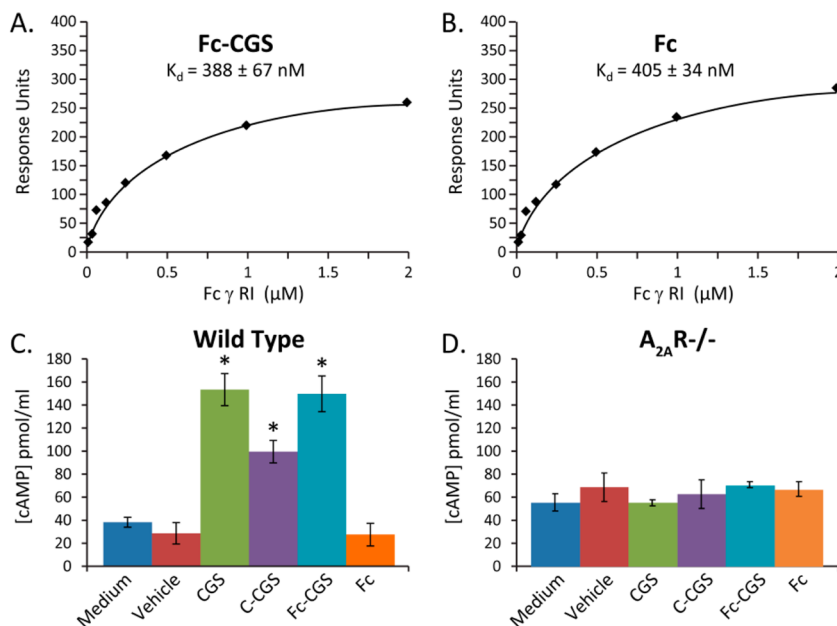 A.
Fc-CGS
K_d = 388 ± 67 nM
Response Units
400
350
300
250
200
150
100
50
0
0 0.5 1 1.5 2
Fc γ RI (μM)
B.
Fc
K_d = 405 ± 34 nM
Response Units
400
350
300
250
200
150
100
50
0
0 0.5 1 1.5 2
Fc γ RI (μM)
C.
Wild Type
[cAMP] pmol/ml
180
160
140
120
100
80
60
40
20
0
* * *
Medium Vehicle CGS C-CGS Fc-CGS Fc
D.
A_2AR-/-
[cAMP] pmol/ml
180
160
140
120
100
80
60
40
20
0
Medium Vehicle CGS C-CGS Fc-CGS Fc